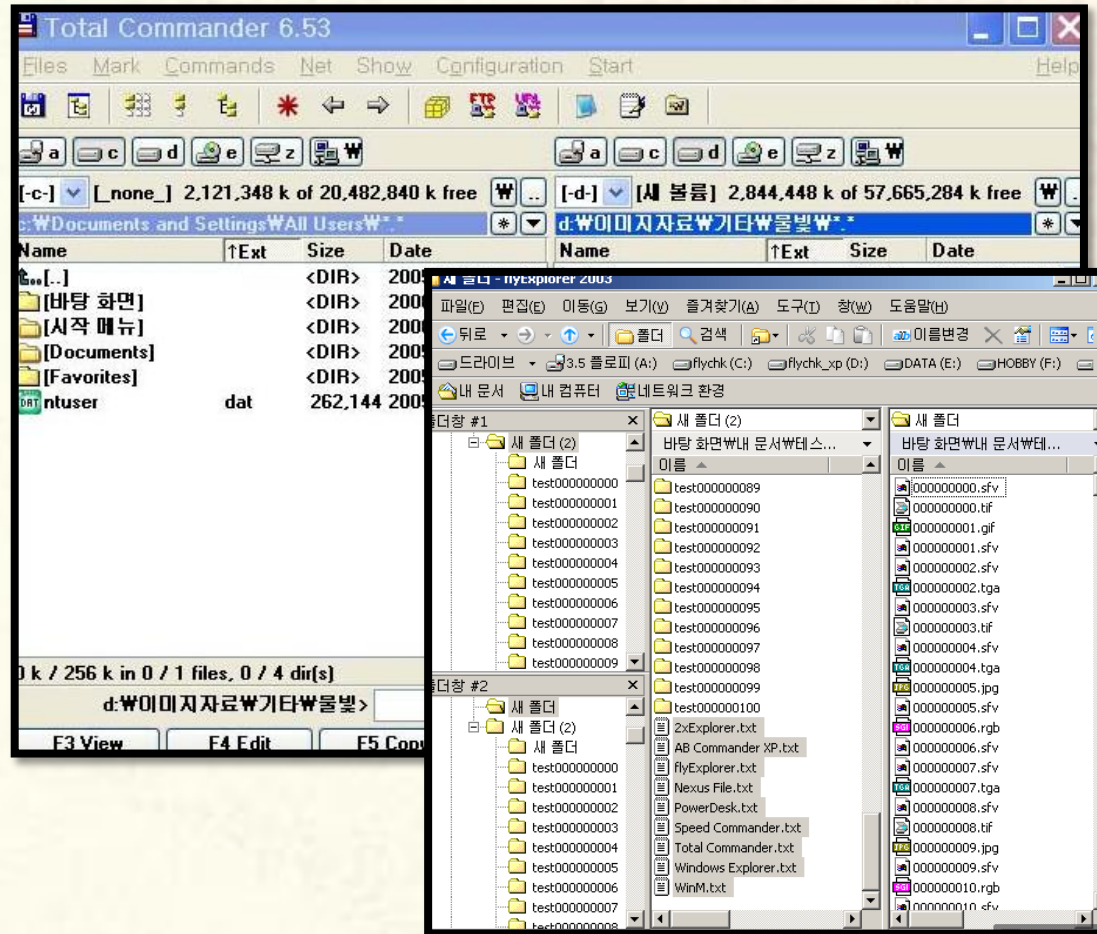 Total Commander 6.53
Files Mark Commands Net Show Configuration Start Help
a c d e z ₩
a c d e z ₩
[-c-] [_none_] 2,121,348 k of 20,482,840 k free ₩ ..
[-d-] [새 볼륨] 2,844,448 k of 57,665,284 k free ₩ .
c:₩Documents and Settings₩All Users₩*.* *
d:₩이미지자료₩기타₩물빛₩*.* *
Name ↑Ext Size Date
Name ↑Ext Size Date
[..] <DIR> 2005
[바탕 화면] <DIR>
[시작 메뉴] <DIR>
[Documents] <DIR> 2005
[Favorites] <DIR> 2005
ntuser dat 262,144 2005
0 k / 256 k in 0 / 1 files, 0 / 4 dir(s)
d:₩이미지자료₩기타₩물빛>
F3 View F4 Edit F5 Copy
새 폴더 - flyExplorer 2003
파일(F) 편집(E) 이동(G) 보기(V) 즐겨찾기(A) 도구(T) 창(W) 도움말(H)
뒤로 폴더 검색 이름변경
드라이브 3.5 플로피 (A:) flychk (C:) flychk_xp (D:) DATA (E:) HOBBY (F:)
내 문서 내 컴퓨터 네트워크 환경
폴더창 #1
새 폴더 (2)
새 폴더
test000000000
test000000001
test000000002
test000000003
test000000004
test000000005
test000000006
test000000007
test000000008
test000000009
폴더창 #2
새 폴더
새 폴더 (2)
새 폴더
test000000000
test000000001
test000000002
test000000003
test000000004
test000000005
test000000006
test000000007
test000000008
새 폴더 (2)
바탕 화면₩내 문서₩테스...
이름
test000000089
test000000090
test000000091
test000000092
test000000093
test000000094
test000000095
test000000096
test000000097
test000000098
test000000099
test000000100
2xExplorer.txt
AB Commander XP.txt
flyExplorer.txt
Nexus File.txt
PowerDesk.txt
Speed Commander.txt
Total Commander.txt
Windows Explorer.txt
WinM.txt
새 폴더
바탕 화면₩내 문서₩테...
이름
000000000.sfv
000000000.tif
000000001.gif
000000001.sfv
000000002.sfv
000000002.tga
000000003.sfv
000000003.tif
000000004.sfv
000000004.tga
000000005.jpg
000000005.sfv
000000006.rgb
000000006.sfv
000000007.sfv
000000007.tga
000000008.sfv
000000008.tif
000000009.jpg
000000009.sfv
000000010.rgb
000000010.sfv